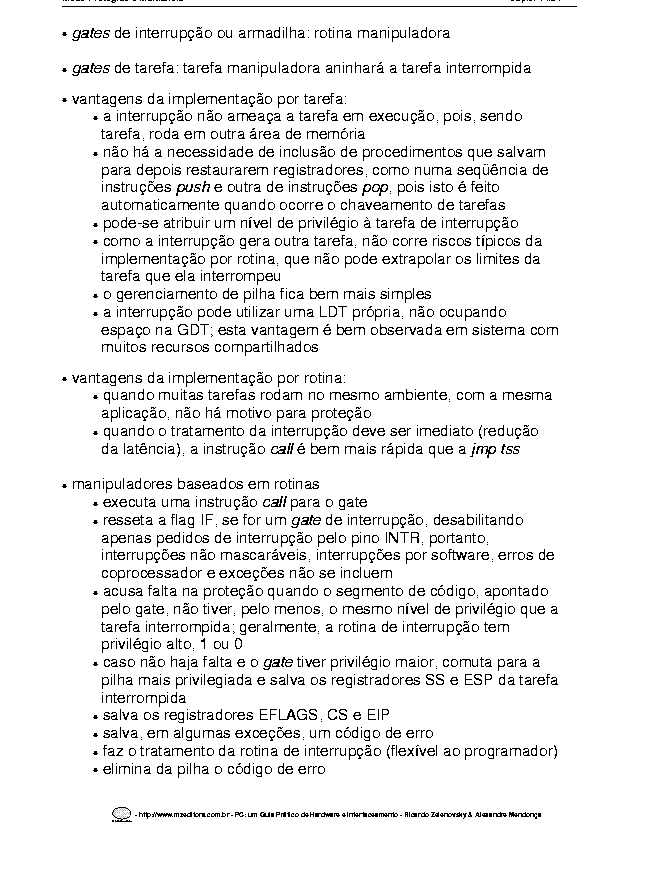 • gates de interrupção ou armadilha: rotina manipuladora
• gates de tarefa: tarefa manipuladora aninhará a tarefa interrompida
• vantagens da implementação por tarefa:
• a interrupção não ameaça a tarefa em execução, pois, sendo
tarefa, roda em outra área de memória
• não há a necessidade de inclusão de procedimentos que salvam
para depois restaurarem registradores, como numa seqüência de
instruções push e outra de instruções pop, pois isto é feito
automaticamente quando ocorre o chaveamento de tarefas
• pode-se atribuir um nível de privilégio à tarefa de interrupção
• como a interrupção gera outra tarefa, não corre riscos típicos da
implementação por rotina, que não pode extrapolar os limites da
tarefa que ela interrompeu
• o gerenciamento de pilha fica bem mais simples
• a interrupção pode utilizar uma LDT própria, não ocupando
espaço na GDT; esta vantagem é bem observada em sistema com
muitos recursos compartilhados
• vantagens da implementação por rotina:
• quando muitas tarefas rodam no mesmo ambiente, com a mesma
aplicação, não há motivo para proteção
• quando o tratamento da interrupção deve ser imediato (redução
da latência), a instrução call é bem mais rápida que a jmp tss
• manipuladores baseados em rotinas
• executa uma instrução call para o gate
• resseta a flag IF, se for um gate de interrupção, desabilitando
apenas pedidos de interrupção pelo pino INTR, portanto,
interrupções não mascaráveis, interrupções por software, erros de
coprocessador e exceções não se incluem
• acusa falta na proteção quando o segmento de código, apontado
pelo gate, não tiver, pelo menos, o mesmo nível de privilégio que a
tarefa interrompida; geralmente, a rotina de interrupção tem
privilégio alto, 1 ou 0
• caso não haja falta e o gate tiver privilégio maior, comuta para a
pilha mais privilegiada e salva os registradores SS e ESP da tarefa
interrompida
• salva os registradores EFLAGS, CS e EIP
• salva, em algumas exceções, um código de erro
• faz o tratamento da rotina de interrupção (flexível ao programador)
• elimina da pilha o código de erro
- http://www.mzeditora.com.br - PC: um Guia Prático de Hardware e Interfaceamento - Ricardo Zelenovsky & Alexandre Mendonça